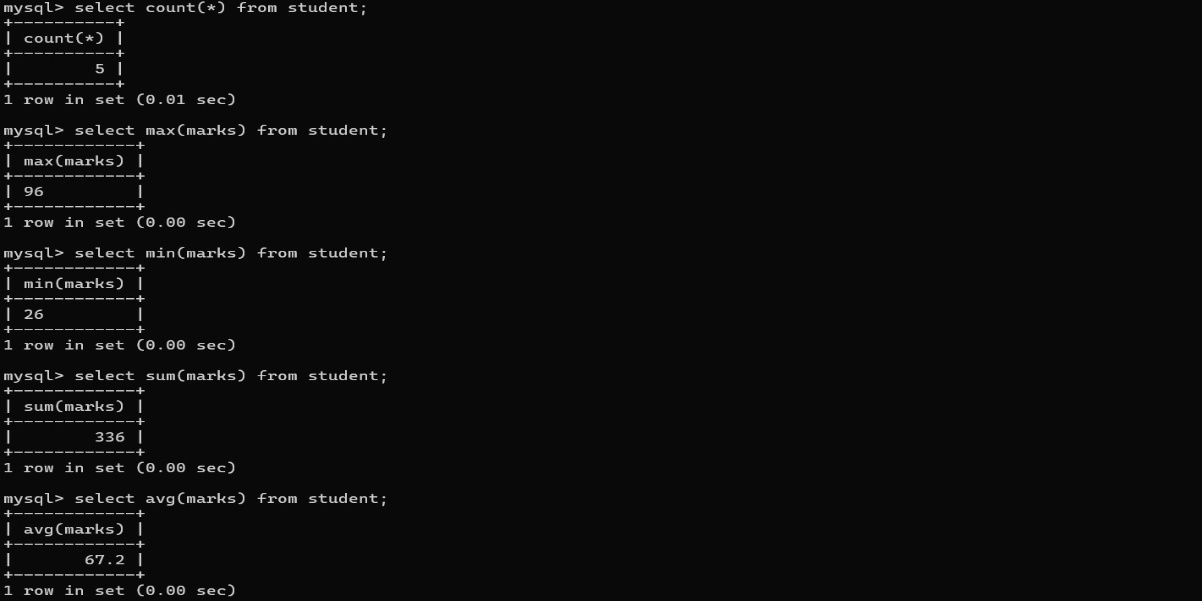 mysql> select count(*) from student;
+----------+
| count(*) |
+----------+
|        5 |
+----------+
1 row in set (0.01 sec)

mysql> select max(marks) from student;
+------------+
| max(marks) |
+------------+
| 96         |
+------------+
1 row in set (0.00 sec)

mysql> select min(marks) from student;
+------------+
| min(marks) |
+------------+
| 26         |
+------------+
1 row in set (0.00 sec)

mysql> select sum(marks) from student;
+------------+
| sum(marks) |
+------------+
|        336 |
+------------+
1 row in set (0.00 sec)

mysql> select avg(marks) from student;
+------------+
| avg(marks) |
+------------+
|       67.2 |
+------------+
1 row in set (0.00 sec)